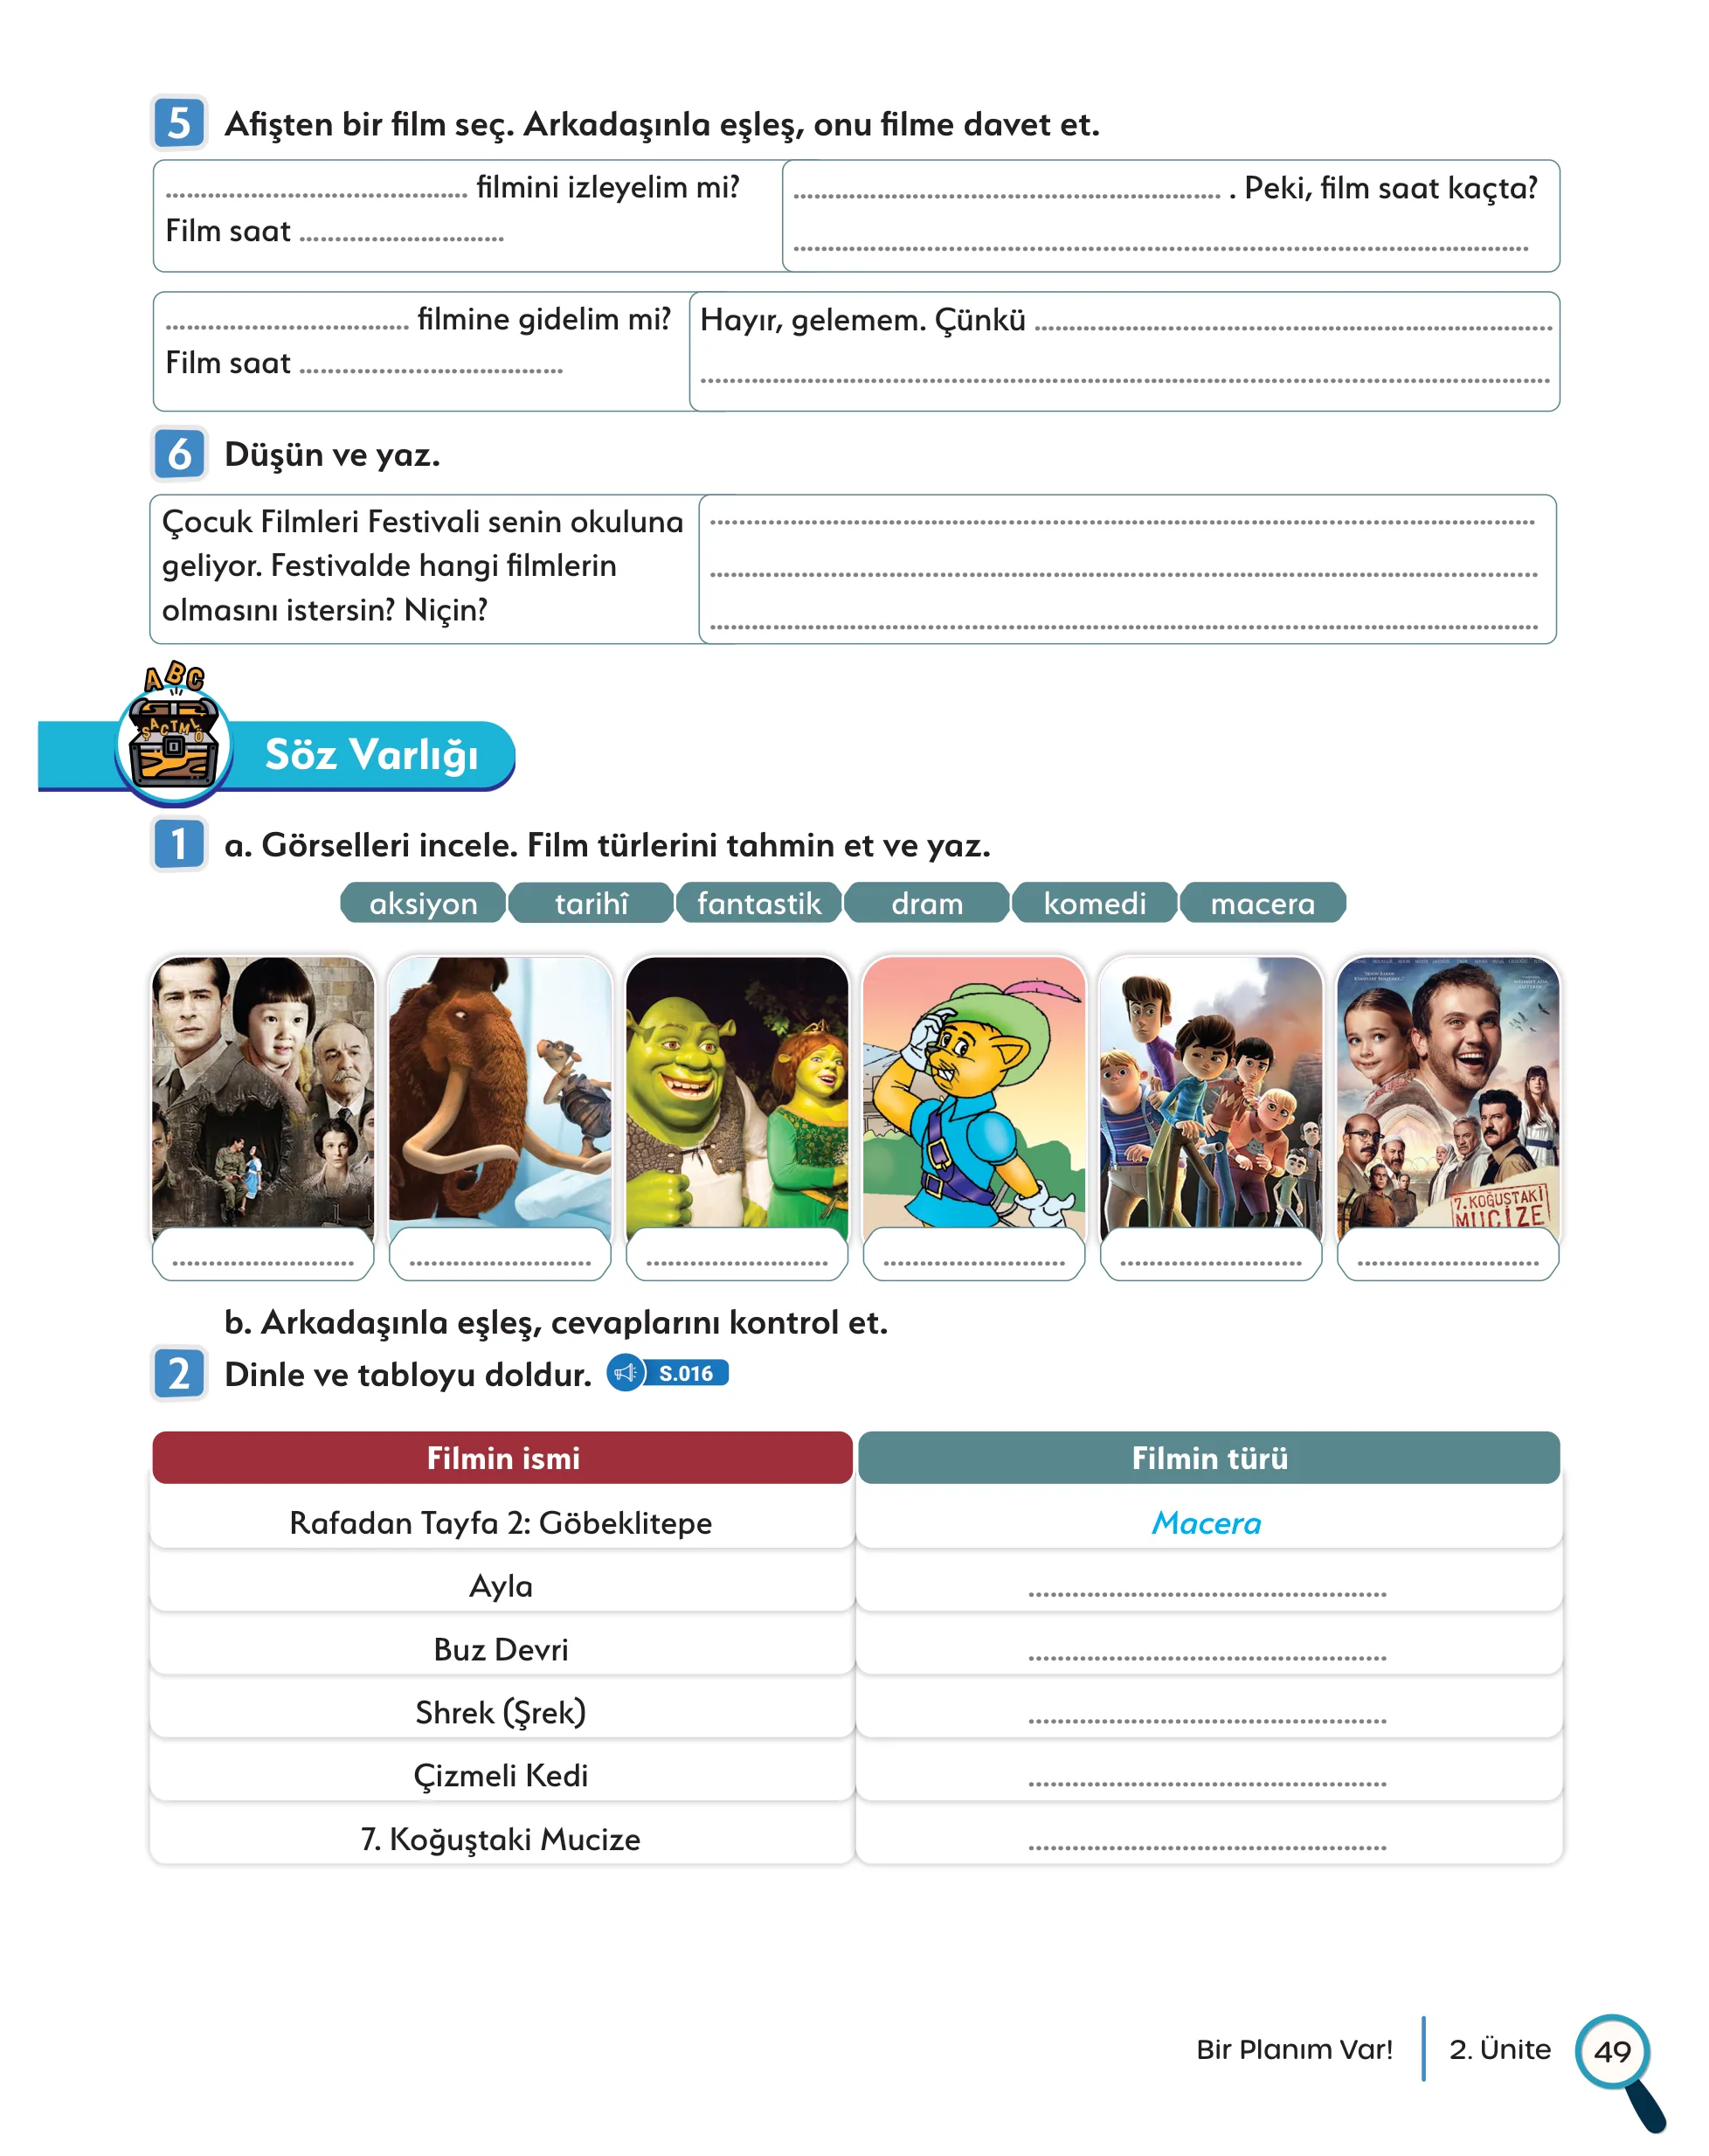 5 Afişten bir film seç. Arkadaşınla eşleş, onu filme davet et.
.......................................... filmini izleyelim mi?
Film saat .............................
............................................................ . Peki, film saat kaçta?
........................................................................................................
.................................. filmine gidelim mi?
Film saat .....................................
Hayır, gelemem. Çünkü .........................................................................
........................................................................................................................
6 Düşün ve yaz.
Çocuk Filmleri Festivali senin okuluna
geliyor. Festivalde hangi filmlerin
olmasını istersin? Niçin?
....................................................................................................................
....................................................................................................................
....................................................................................................................
A B C
Söz Varlığı
1 a. Görselleri incele. Film türlerini tahmin et ve yaz.
aksiyon tarihî fantastik dram komedi macera
7. KOĞUŞTAKİ
MUCİZE
.......................... .......................... .......................... .......................... .......................... ..........................
b. Arkadaşınla eşleş, cevaplarını kontrol et.
2 Dinle ve tabloyu doldur. S.016
Filmin ismi Filmin türü
Rafadan Tayfa 2: Göbeklitepe Macera
Ayla ..................................................
Buz Devri ..................................................
Shrek (Şrek) ..................................................
Çizmeli Kedi ..................................................
7. Koğuştaki Mucize ..................................................
Bir Planım Var! 2. Ünite 49